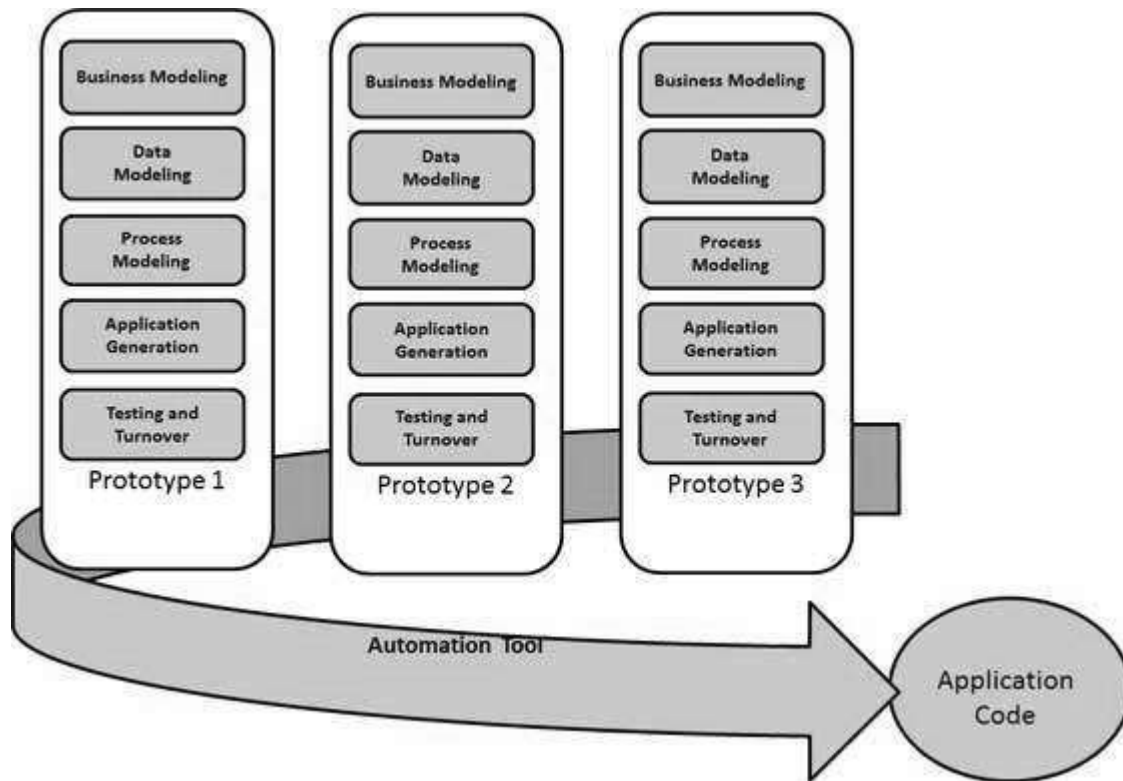 Business Modeling
Data
Modeling
Process
Modeling
Application
Generation
Testing and
Turnover
Prototype 1
Business Modeling
Data
Modeling
Process
Modeling
Application
Generation
Testing and
Turnover
Prototype 2
Business Modeling
Data
Modeling
Process
Modeling
Application
Generation
Testing and
Turnover
Prototype 3
Automation Tool
Application
Code